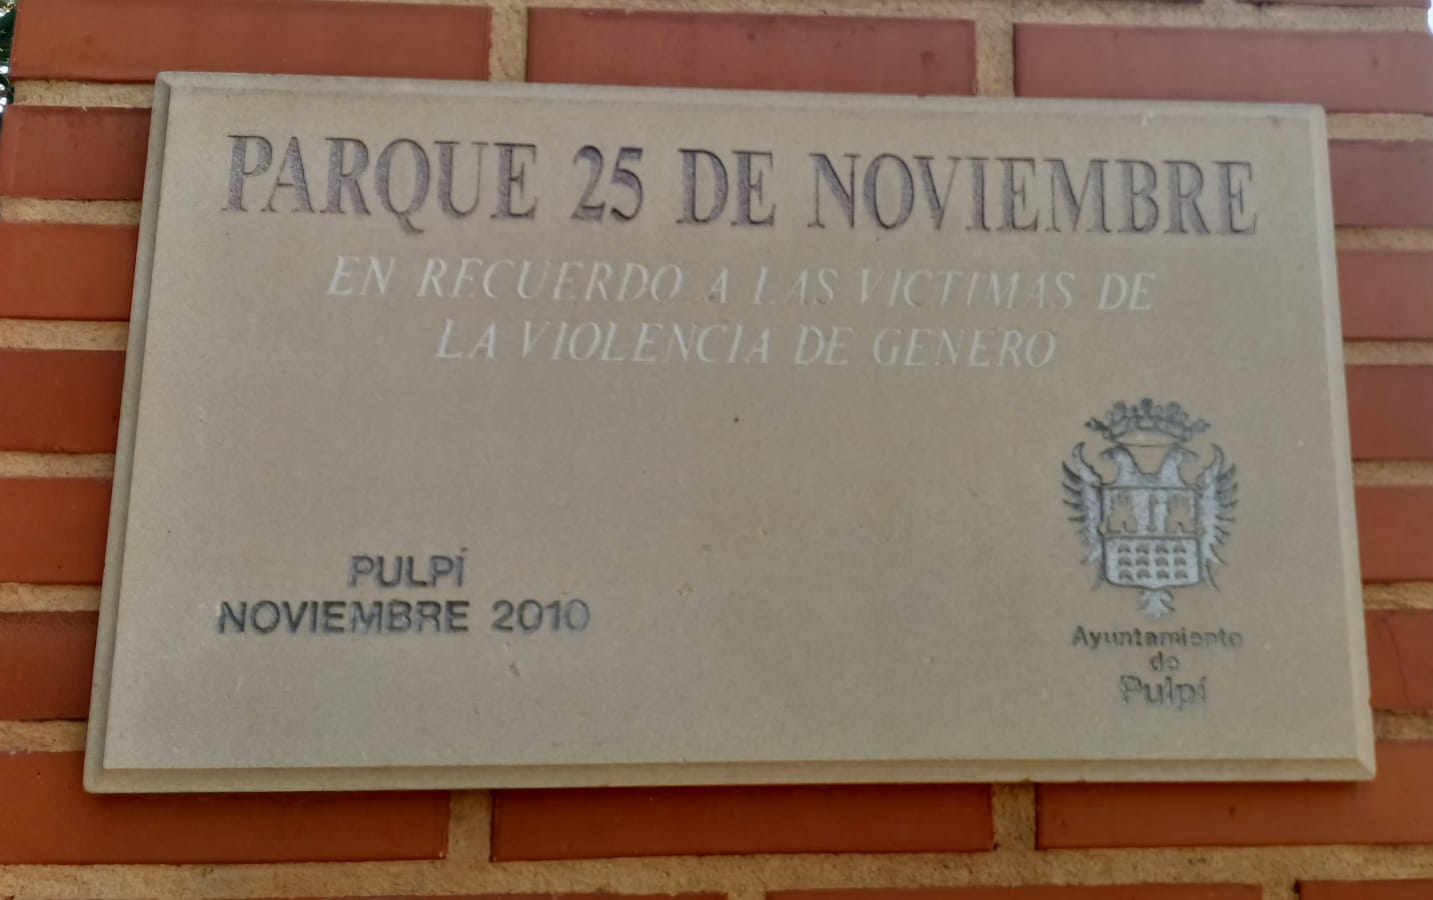 PARQUE 25 DE NOVIEMBRE
EN RECUERDO A LAS VICTIMAS DE
LA VIOLENCIA DE GENERO
PULPÍ
NOVIEMBRE 2010
Ayuntamiento
de
Pulpí